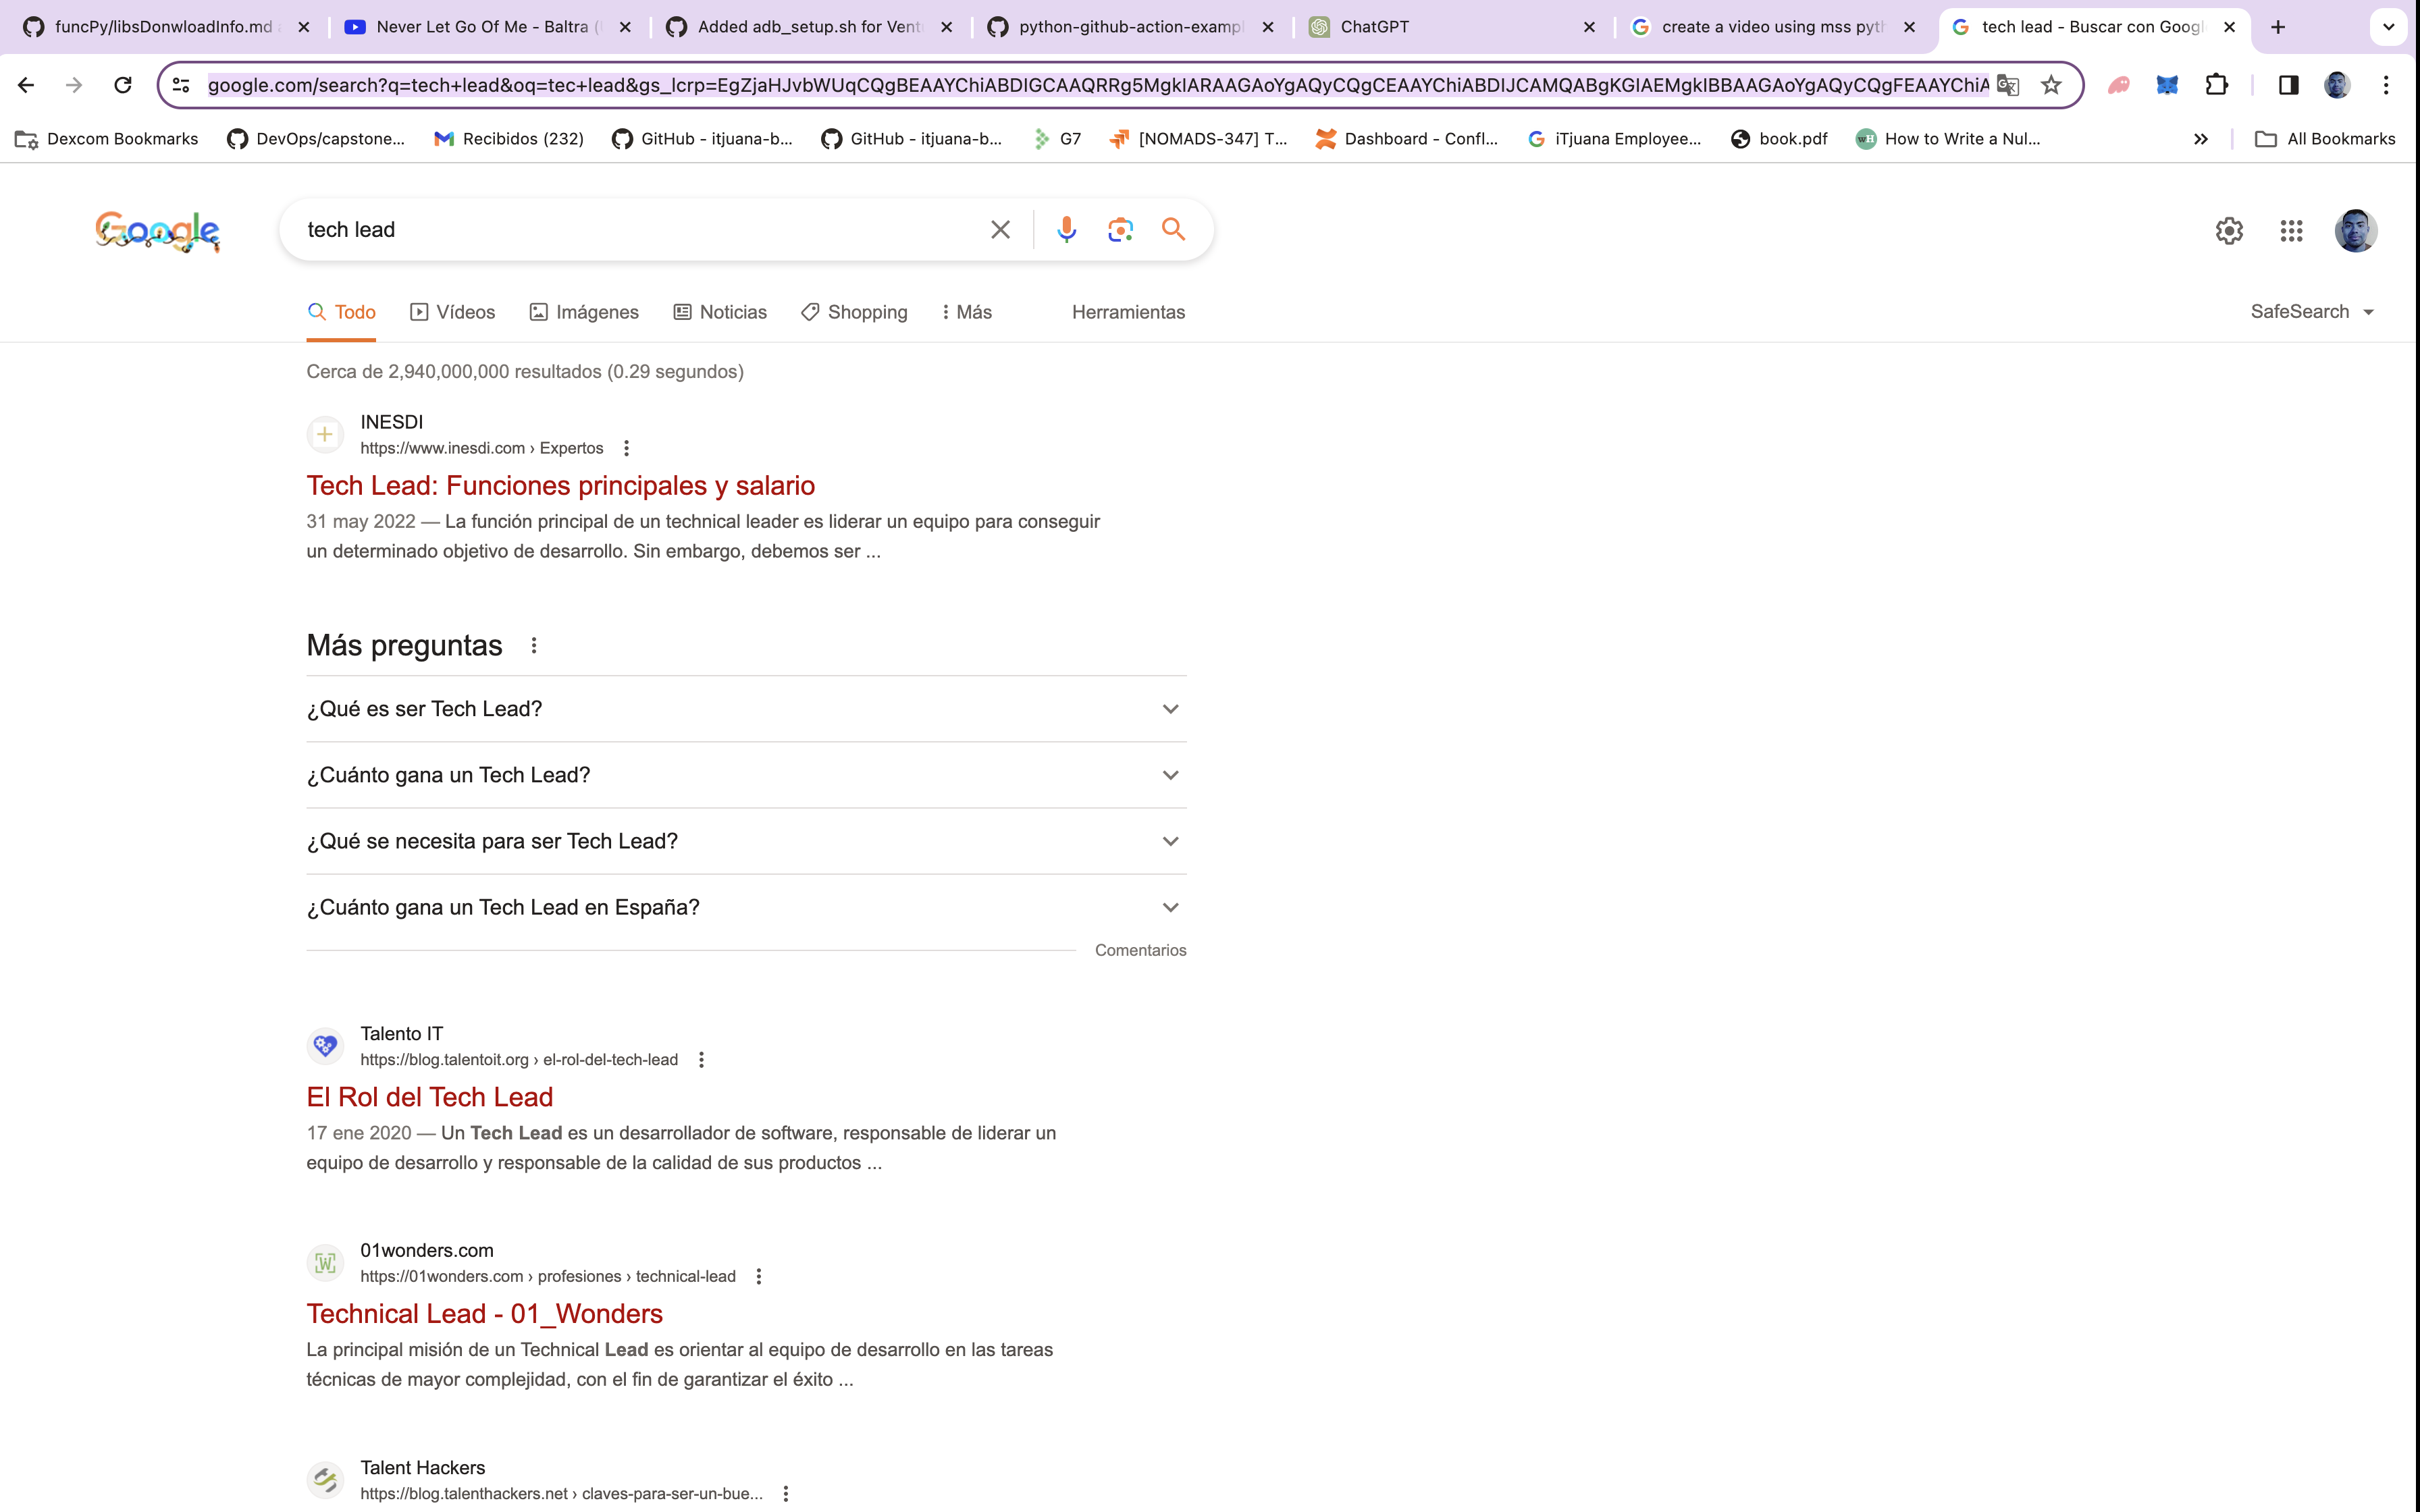 funcPy/libsDonwloadInfo.md
Never Let Go Of Me - Baltra
Added adb_setup.sh for Vent
python-github-action-exampl
ChatGPT
create a video using mss pyt
tech lead - Buscar con Googl
google.com/search?q=tech+lead&oq=tec+lead&gs_lcrp=EgZjaHJvbWUqCQgBEAAYChiABDIGCAAQRRg5MgkIARAAGAoYgAQyCQgCEAAYChiABDIJCAMQABgKGIAEMgkIBBAAGAoYgAQyCQgFEAAYChiA
Dexcom Bookmarks
DevOps/capstone...
Recibidos (232)
GitHub - itjuana-b...
GitHub - itjuana-b...
G7
[NOMADS-347] T...
Dashboard - Confl...
iTjuana Employee...
book.pdf
How to Write a Nul...
All Bookmarks
Google
tech lead
Todo
Vídeos
Imágenes
Noticias
Shopping
Más
Herramientas
SafeSearch
Cerca de 2,940,000,000 resultados (0.29 segundos)
INESDI
https://www.inesdi.com › Expertos
Tech Lead: Funciones principales y salario
31 may 2022 — La función principal de un technical leader es liderar un equipo para conseguir
un determinado objetivo de desarrollo. Sin embargo, debemos ser ...
Más preguntas
¿Qué es ser Tech Lead?
¿Cuánto gana un Tech Lead?
¿Qué se necesita para ser Tech Lead?
¿Cuánto gana un Tech Lead en España?
Comentarios
Talento IT
https://blog.talentoit.org › el-rol-del-tech-lead
El Rol del Tech Lead
17 ene 2020 — Un Tech Lead es un desarrollador de software, responsable de liderar un
equipo de desarrollo y responsable de la calidad de sus productos ...
01wonders.com
https://01wonders.com › profesiones › technical-lead
Technical Lead - 01_Wonders
La principal misión de un Technical Lead es orientar al equipo de desarrollo en las tareas
técnicas de mayor complejidad, con el fin de garantizar el éxito ...
Talent Hackers
https://blog.talenthackers.net › claves-para-ser-un-bue...